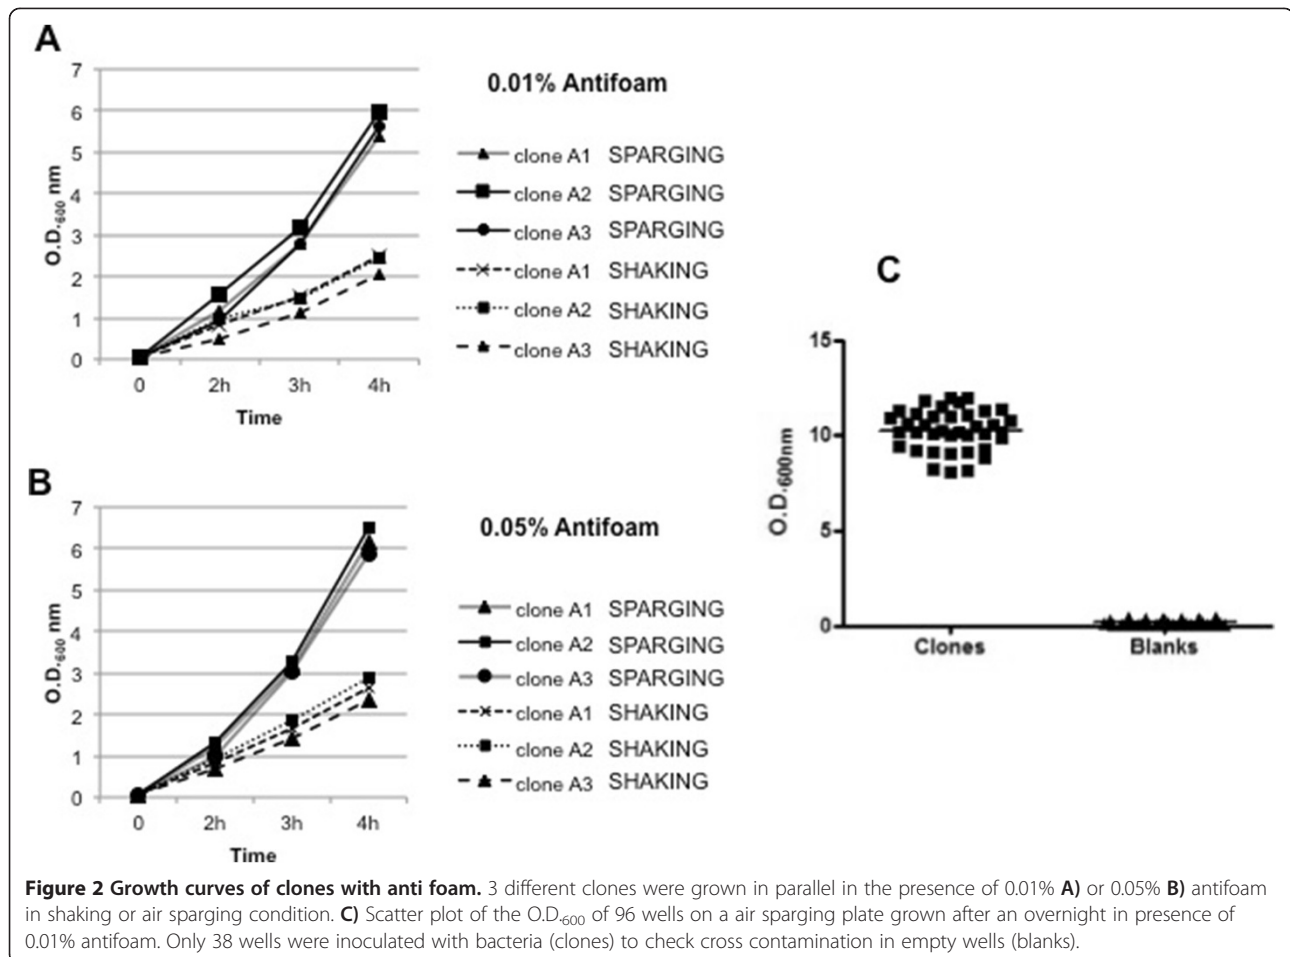 A
0.01% Antifoam
7
6
5
4
3
2
1
0
O.D.600 nm
0 2h 3h 4h
Time
clone A1 SPARGING
clone A2 SPARGING
clone A3 SPARGING
clone A1 SHAKING
clone A2 SHAKING
clone A3 SHAKING
B
0.05% Antifoam
7
6
5
4
3
2
1
0
O.D.600 nm
0 2h 3h 4h
Time
clone A1 SPARGING
clone A2 SPARGING
clone A3 SPARGING
clone A1 SHAKING
clone A2 SHAKING
clone A3 SHAKING
C
15
10
5
0
O.D.600nm
Clones Blanks
Figure 2 Growth curves of clones with anti foam. 3 different clones were grown in parallel in the presence of 0.01% A) or 0.05% B) antifoam
in shaking or air sparging condition. C) Scatter plot of the O.D.600 of 96 wells on a air sparging plate grown after an overnight in presence of
0.01% antifoam. Only 38 wells were inoculated with bacteria (clones) to check cross contamination in empty wells (blanks).